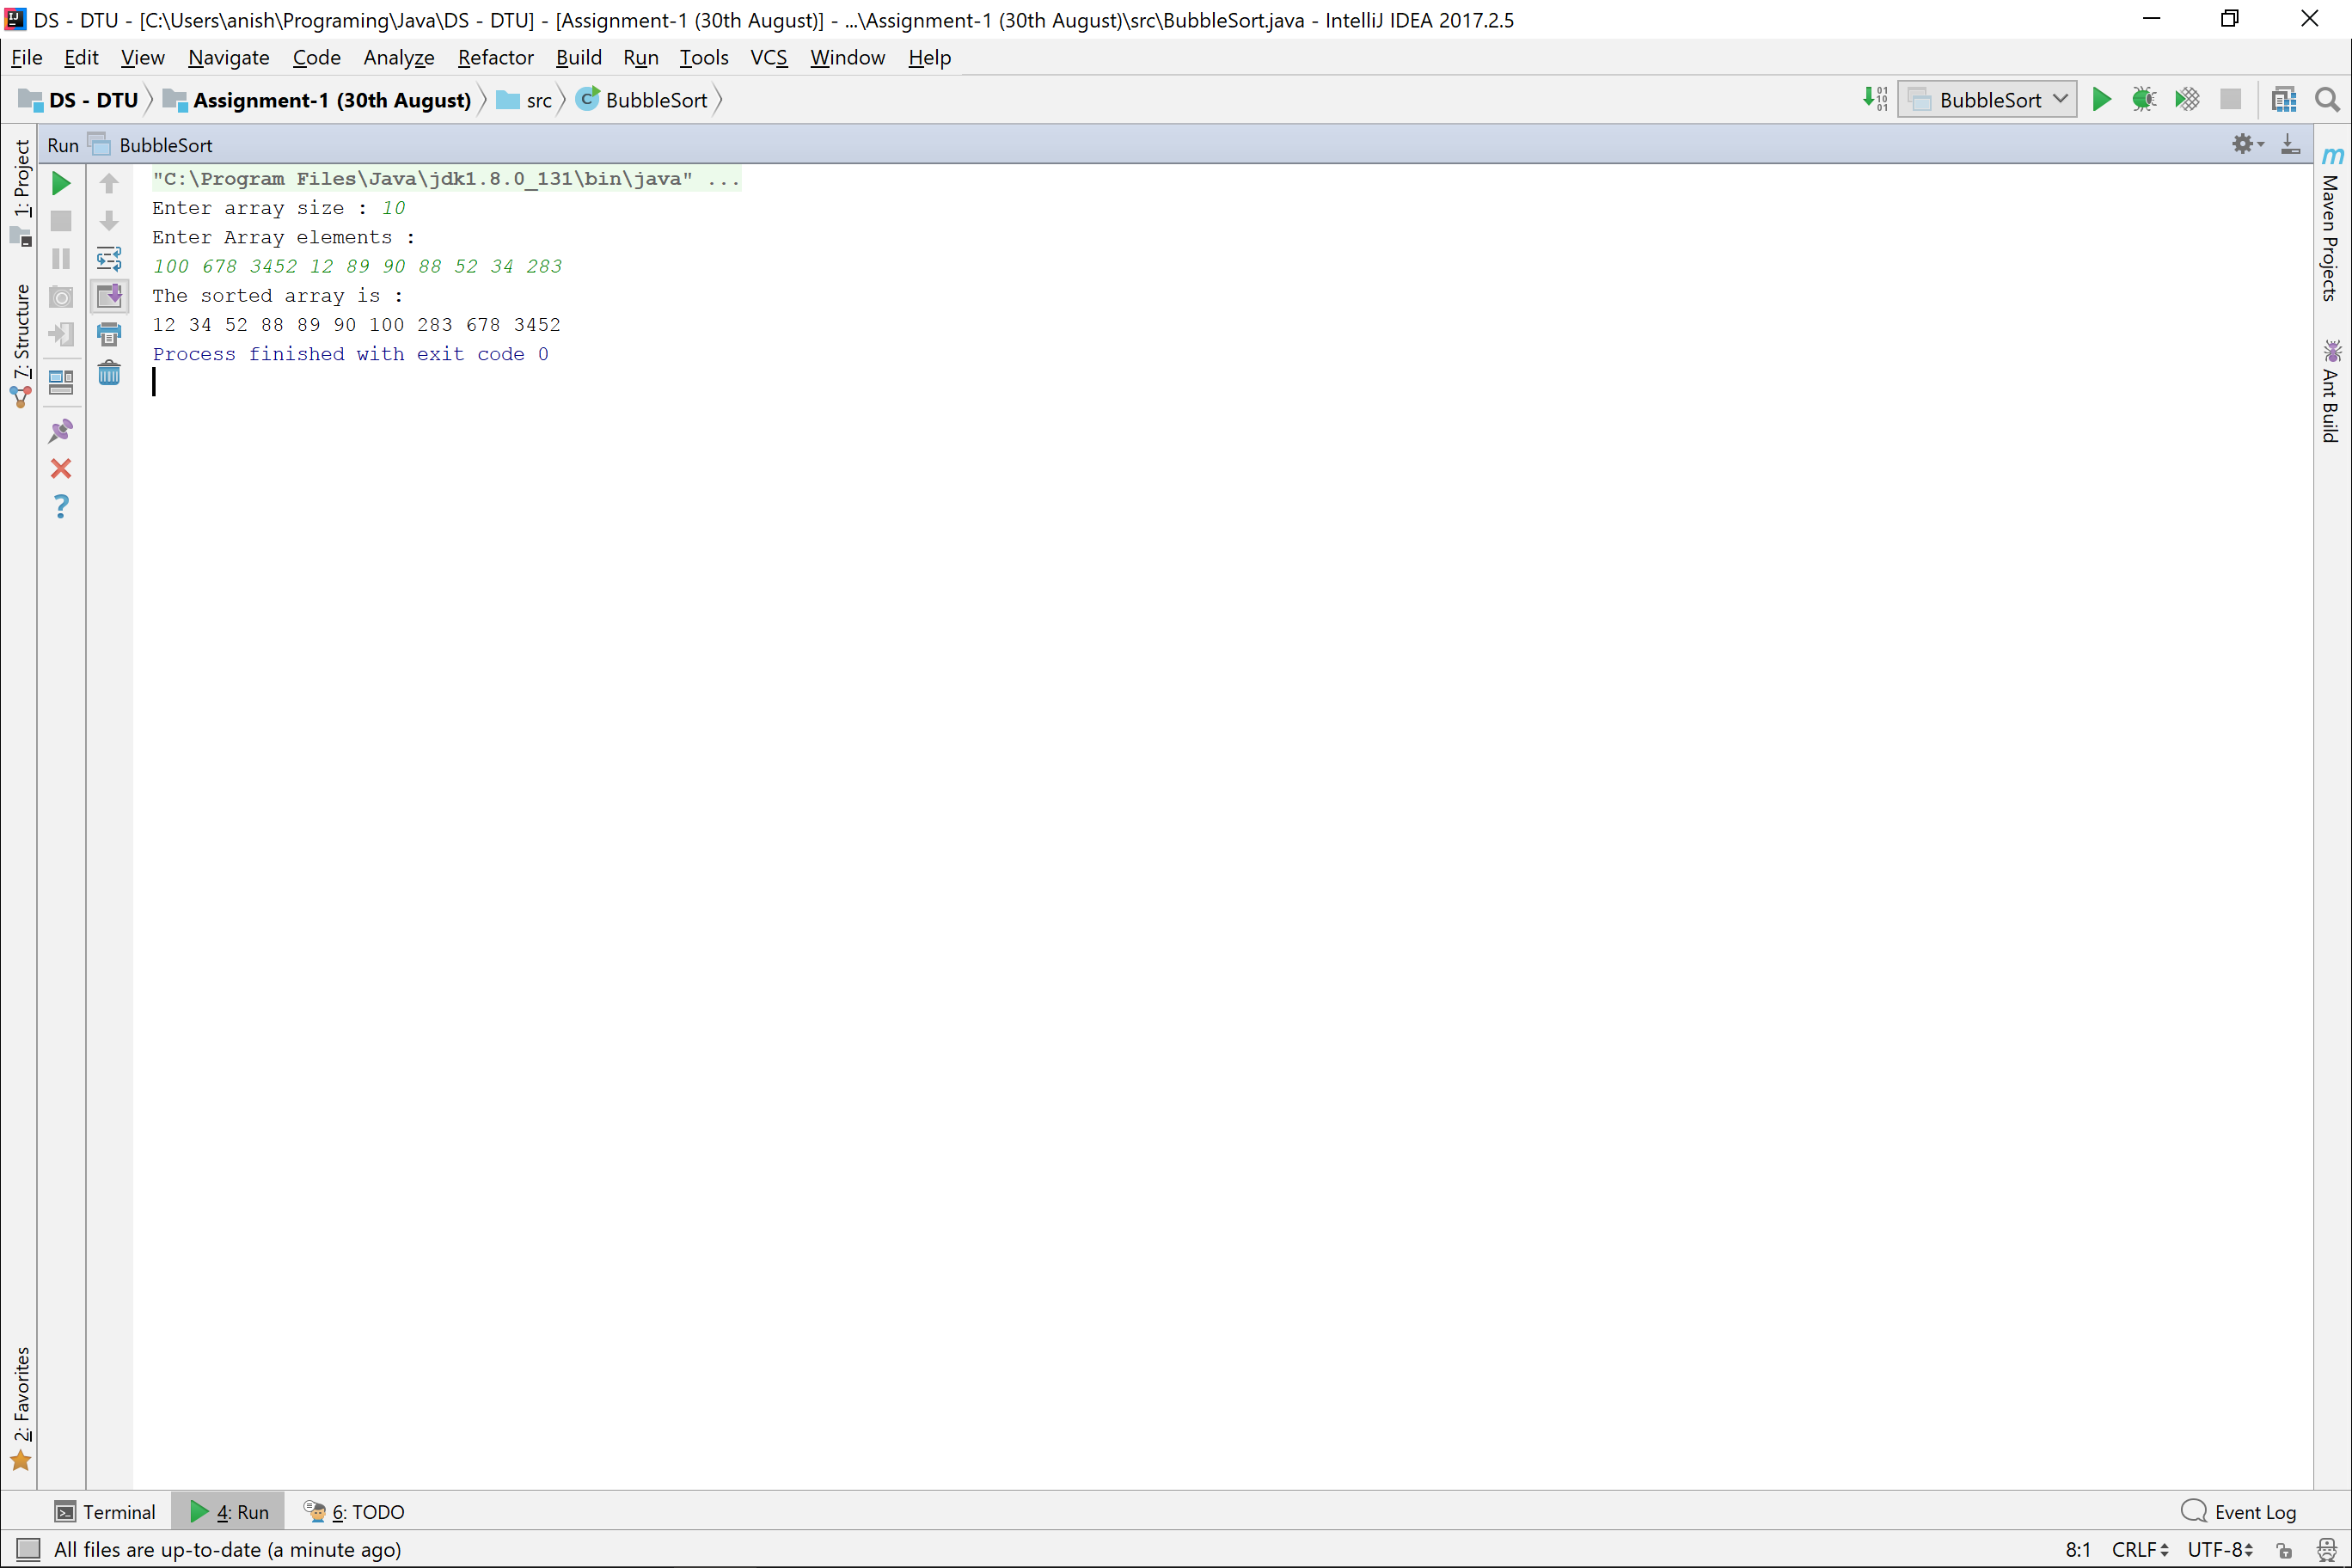 DS - DTU - [C:\Users\anish\Programing\Java\DS - DTU] - [Assignment-1 (30th August)] - ...\Assignment-1 (30th August)\src\BubbleSort.java - IntelliJ IDEA 2017.2.5
File Edit View Navigate Code Analyze Refactor Build Run Tools VCS Window Help
DS - DTU Assignment-1 (30th August) src BubbleSort
BubbleSort
Run BubbleSort
1: Project
7: Structure
2: Favorites
"C:\Program Files\Java\jdk1.8.0_131\bin\java" ...
Enter array size : 10
Enter Array elements :
100 678 3452 12 89 90 88 52 34 283
The sorted array is :
12 34 52 88 89 90 100 283 678 3452
Process finished with exit code 0
Maven Projects
Ant Build
Terminal 4: Run 6: TODO Event Log
All files are up-to-date (a minute ago) 8:1 CRLF UTF-8